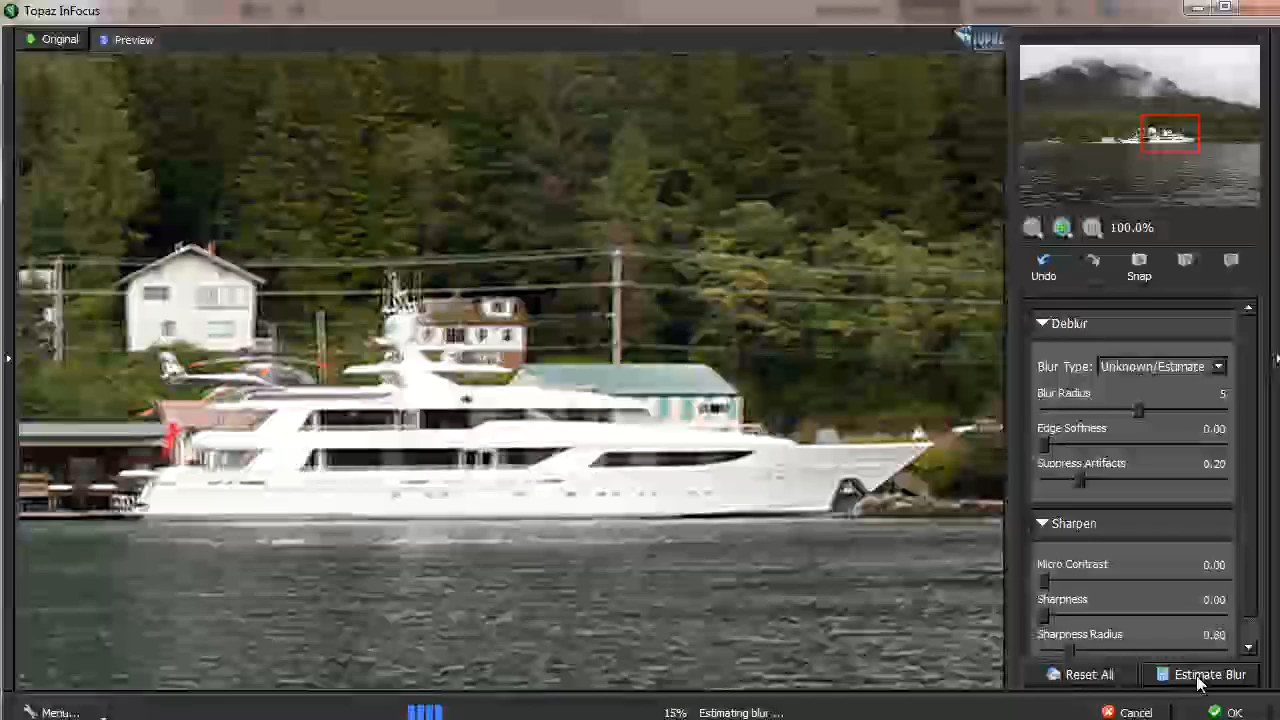 Topaz InFocus
Original Preview
TOPAZ
100.0%
Undo Snap
Deblur
Blur Type: Unknown/Estimate
Blur Radius 5
Edge Softness 0.00
Suppress Artifacts 0.20
Sharpen
Micro Contrast 0.00
Sharpness 0.00
Sharpness Radius 0.80
Reset All Estimate Blur
Menu... 15% Estimating blur ... Cancel OK